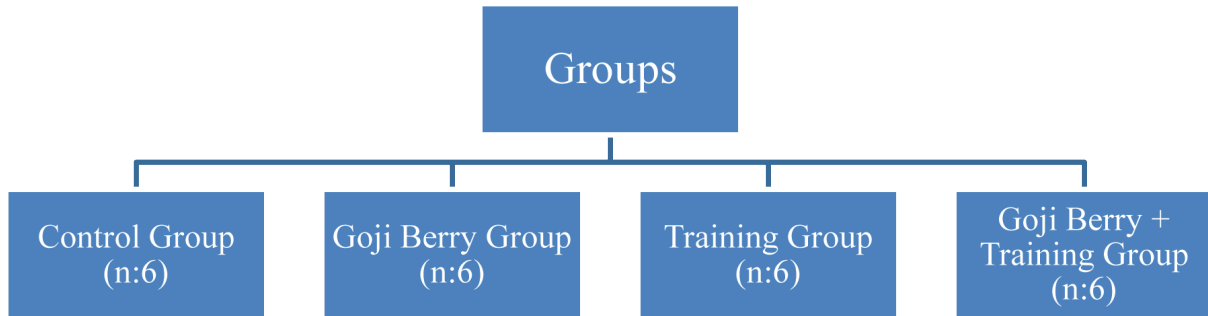 Groups
Control Group
(n:6)
Goji Berry Group
(n:6)
Training Group
(n:6)
Goji Berry +
Training Group
(n:6)